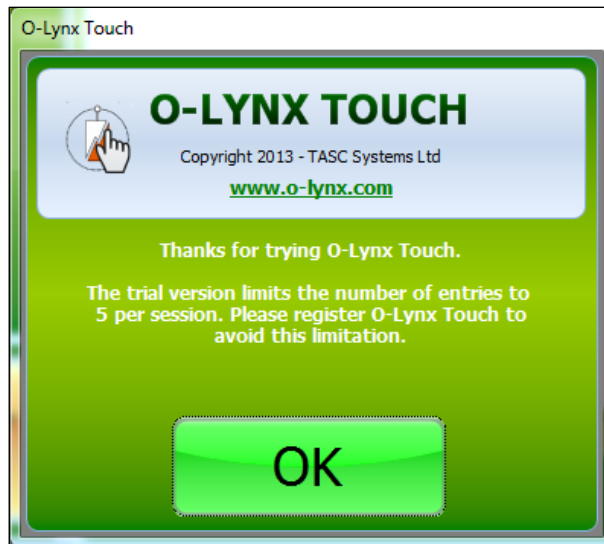 O-Lynx Touch
O-LYNX TOUCH
Copyright 2013 - TASC Systems Ltd
www.o-lynx.com
Thanks for trying O-Lynx Touch.
The trial version limits the number of entries to
5 per session. Please register O-Lynx Touch to
avoid this limitation.
OK